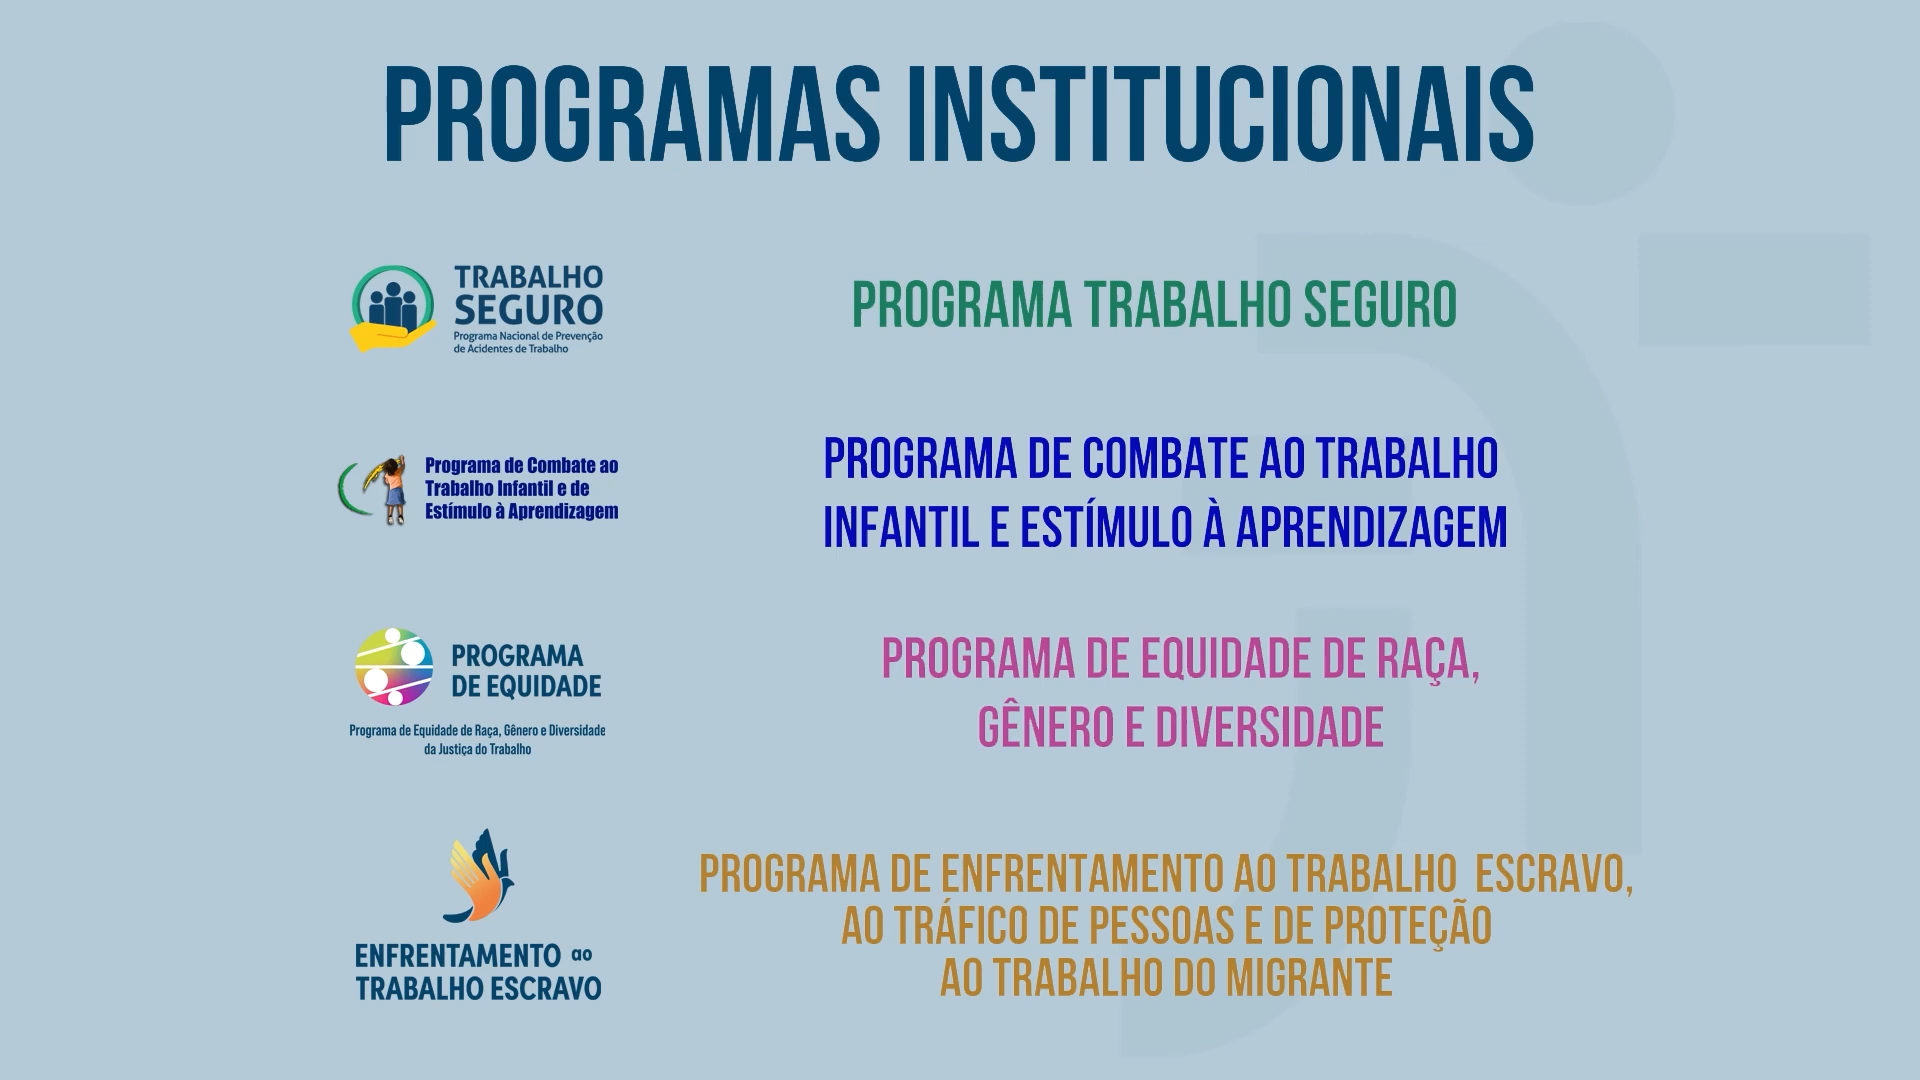 PROGRAMAS INSTITUCIONAIS
TRABALHO
SEGURO
Programa Nacional de Prevenção
de Acidentes de Trabalho
PROGRAMA TRABALHO SEGURO
Programa de Combate ao
Trabalho Infantil e de
Estímulo à Aprendizagem
PROGRAMA DE COMBATE AO TRABALHO
INFANTIL E ESTÍMULO À APRENDIZAGEM
PROGRAMA
DE EQUIDADE
Programa de Equidade de Raça, Gênero e Diversidade
da Justiça do Trabalho
PROGRAMA DE EQUIDADE DE RAÇA,
GÊNERO E DIVERSIDADE
ENFRENTAMENTO ao
TRABALHO ESCRAVO
PROGRAMA DE ENFRENTAMENTO AO TRABALHO ESCRAVO,
AO TRÁFICO DE PESSOAS E DE PROTEÇÃO
AO TRABALHO DO MIGRANTE